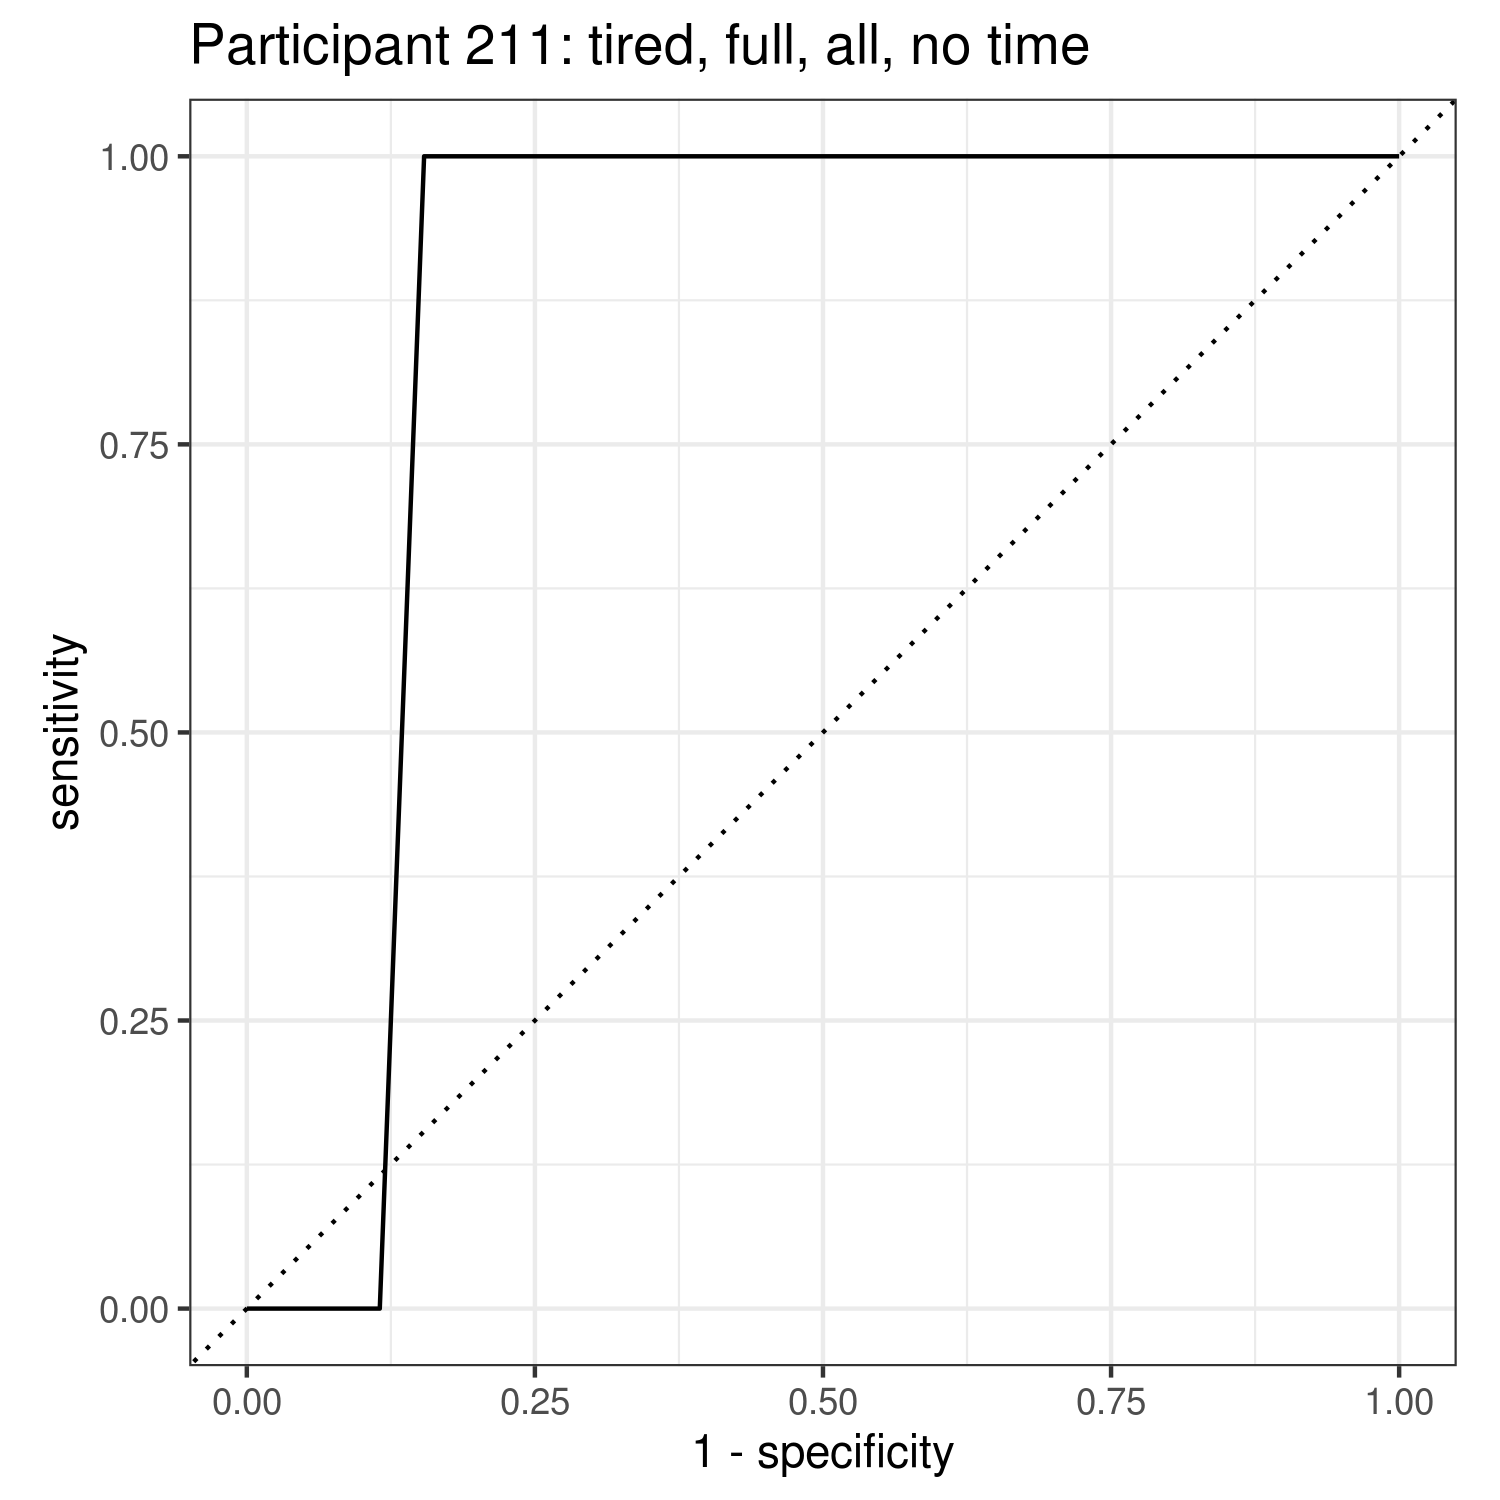 Participant 211: tired, full, all, no time
1.00
0.75
0.50
0.25
0.00
sensitivity
0.00 0.25 0.50 0.75 1.00
1 - specificity